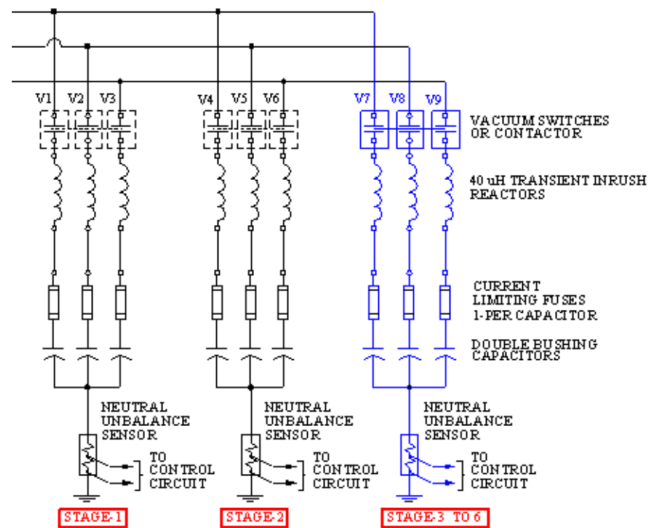 V1 V2 V3 V4 V5 V6 V7 V8 V9
VACUUM SWITCHES
OR CONTACTOR
40 uH TRANSIENT INRUSH
REACTORS
CURRENT
LIMITING FUSES
1-PER CAPACITOR
DOUBLE BUSHING
CAPACITORS
NEUTRAL
UNBALANCE
SENSOR
TO
CONTROL
CIRCUIT
NEUTRAL
UNBALANCE
SENSOR
TO
CONTROL
CIRCUIT
NEUTRAL
UNBALANCE
SENSOR
TO
CONTROL
CIRCUIT
STAGE-1
STAGE-2
STAGE-3 TO 6